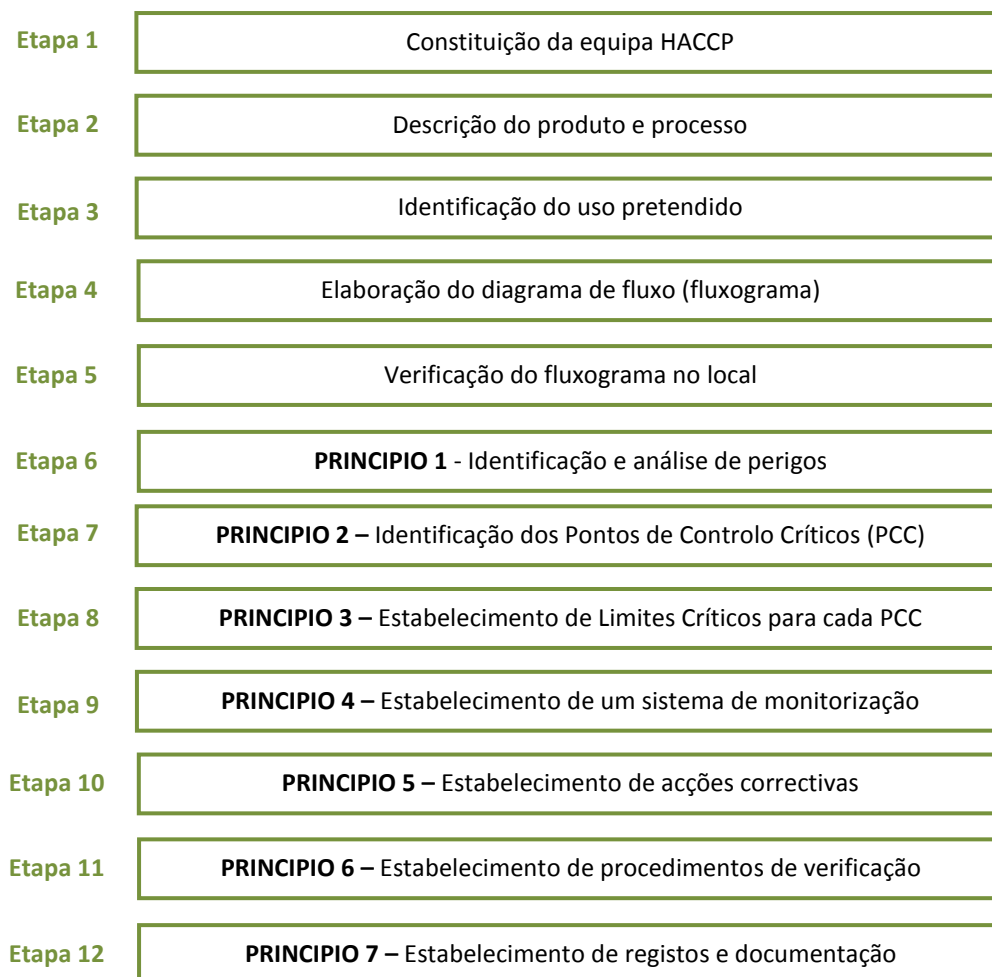 Etapa 1 Constituição da equipa HACCP
Etapa 2 Descrição do produto e processo
Etapa 3 Identificação do uso pretendido
Etapa 4 Elaboração do diagrama de fluxo (fluxograma)
Etapa 5 Verificação do fluxograma no local
Etapa 6 PRINCIPIO 1 - Identificação e análise de perigos
Etapa 7 PRINCIPIO 2 – Identificação dos Pontos de Controlo Críticos (PCC)
Etapa 8 PRINCIPIO 3 – Estabelecimento de Limites Críticos para cada PCC
Etapa 9 PRINCIPIO 4 – Estabelecimento de um sistema de monitorização
Etapa 10 PRINCIPIO 5 – Estabelecimento de acções correctivas
Etapa 11 PRINCIPIO 6 – Estabelecimento de procedimentos de verificação
Etapa 12 PRINCIPIO 7 – Estabelecimento de registos e documentação